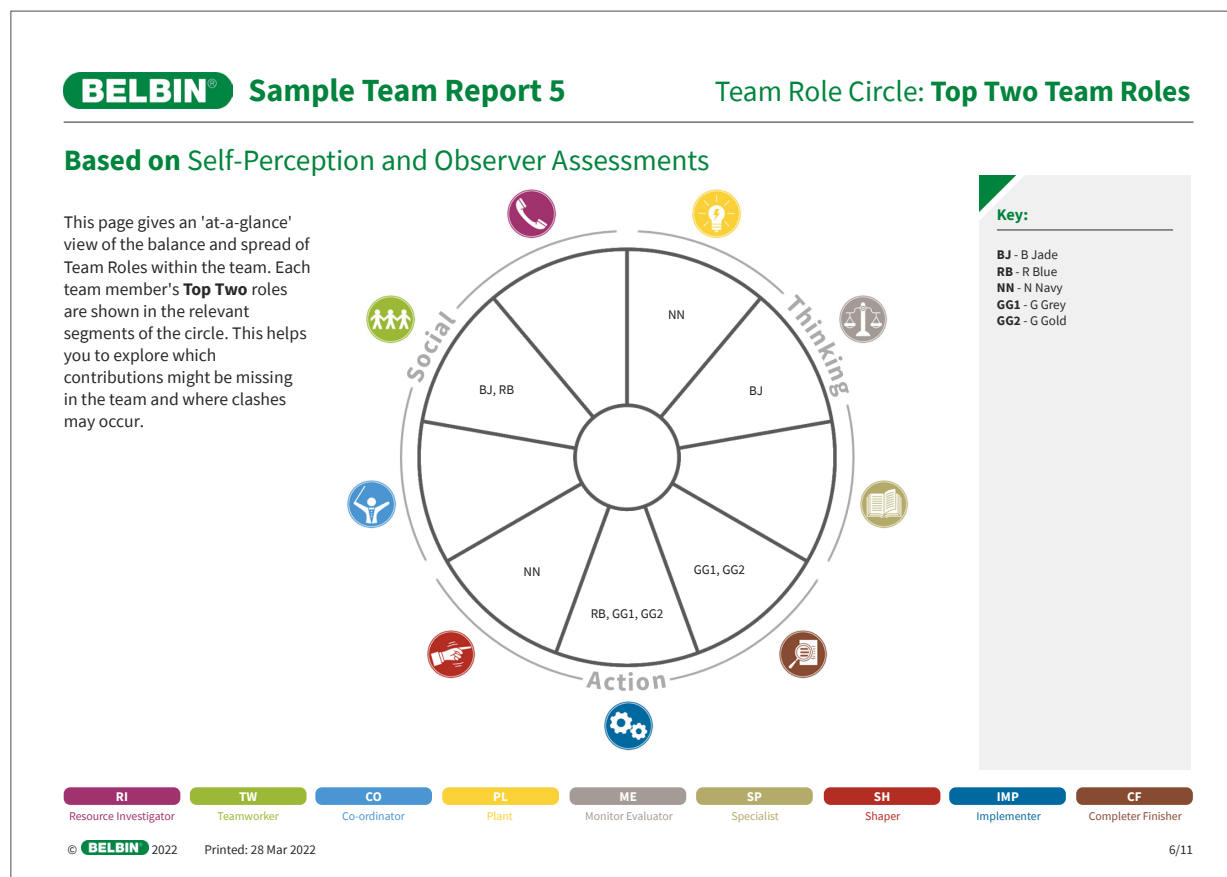 BELBIN® Sample Team Report 5
Team Role Circle: Top Two Team Roles
Based on Self-Perception and Observer Assessments
This page gives an 'at-a-glance'
view of the balance and spread of
Team Roles within the team. Each
team member's Top Two roles
are shown in the relevant
segments of the circle. This helps
you to explore which
contributions might be missing
in the team and where clashes
may occur.
Social
Thinking
NN
BJ, RB
BJ
NN
GG1, GG2
RB, GG1, GG2
Action
Key:
BJ - B Jade
RB - R Blue
NN - N Navy
GG1 - G Grey
GG2 - G Gold
RI
Resource Investigator
TW
Teamworker
CO
Co-ordinator
PL
Plant
ME
Monitor Evaluator
SP
Specialist
SH
Shaper
IMP
Implementer
CF
Completer Finisher
© BELBIN® 2022 Printed: 28 Mar 2022
6/11